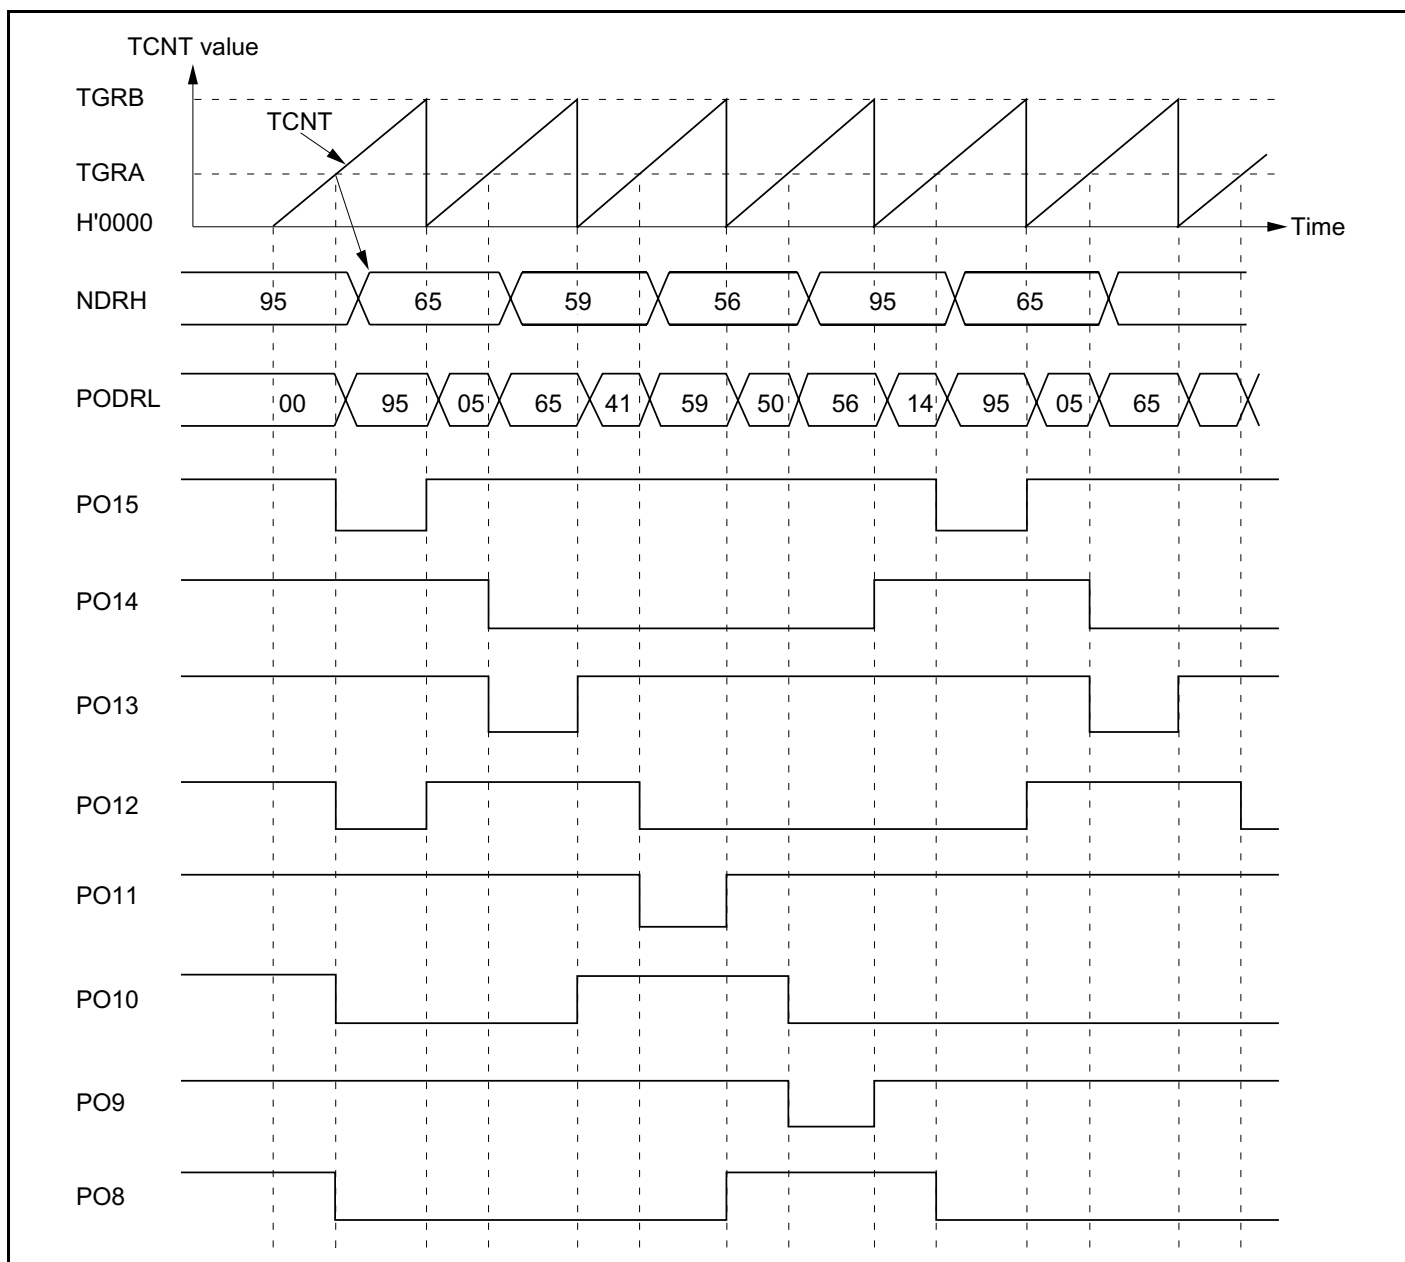 TCNT value
TGRB
TCNT
TGRA
H'0000
Time
NDRH 95 65 59 56 95 65
PODRL 00 95 05 65 41 59 50 56 14 95 05 65
PO15
PO14
PO13
PO12
PO11
PO10
PO9
PO8